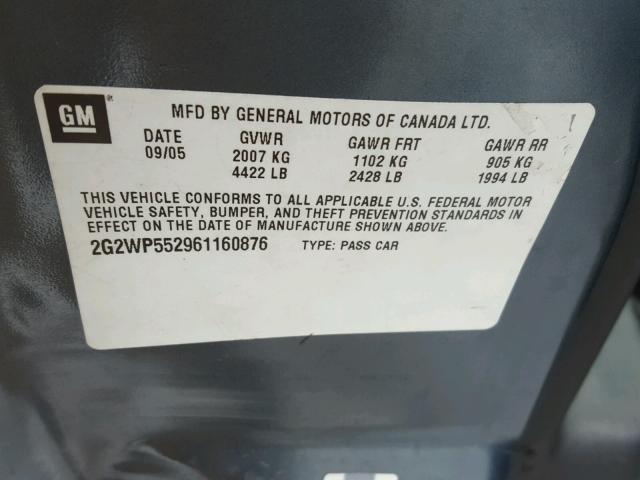 GM
MFD BY GENERAL MOTORS OF CANADA LTD.
DATE GVWR GAWR FRT GAWR RR
09/05 2007 KG 1102 KG 905 KG
4422 LB 2428 LB 1994 LB
THIS VEHICLE CONFORMS TO ALL APPLICABLE U.S. FEDERAL MOTOR
VEHICLE SAFETY, BUMPER, AND THEFT PREVENTION STANDARDS IN
EFFECT ON THE DATE OF MANUFACTURE SHOWN ABOVE.
2G2WP552961160876 TYPE: PASS CAR